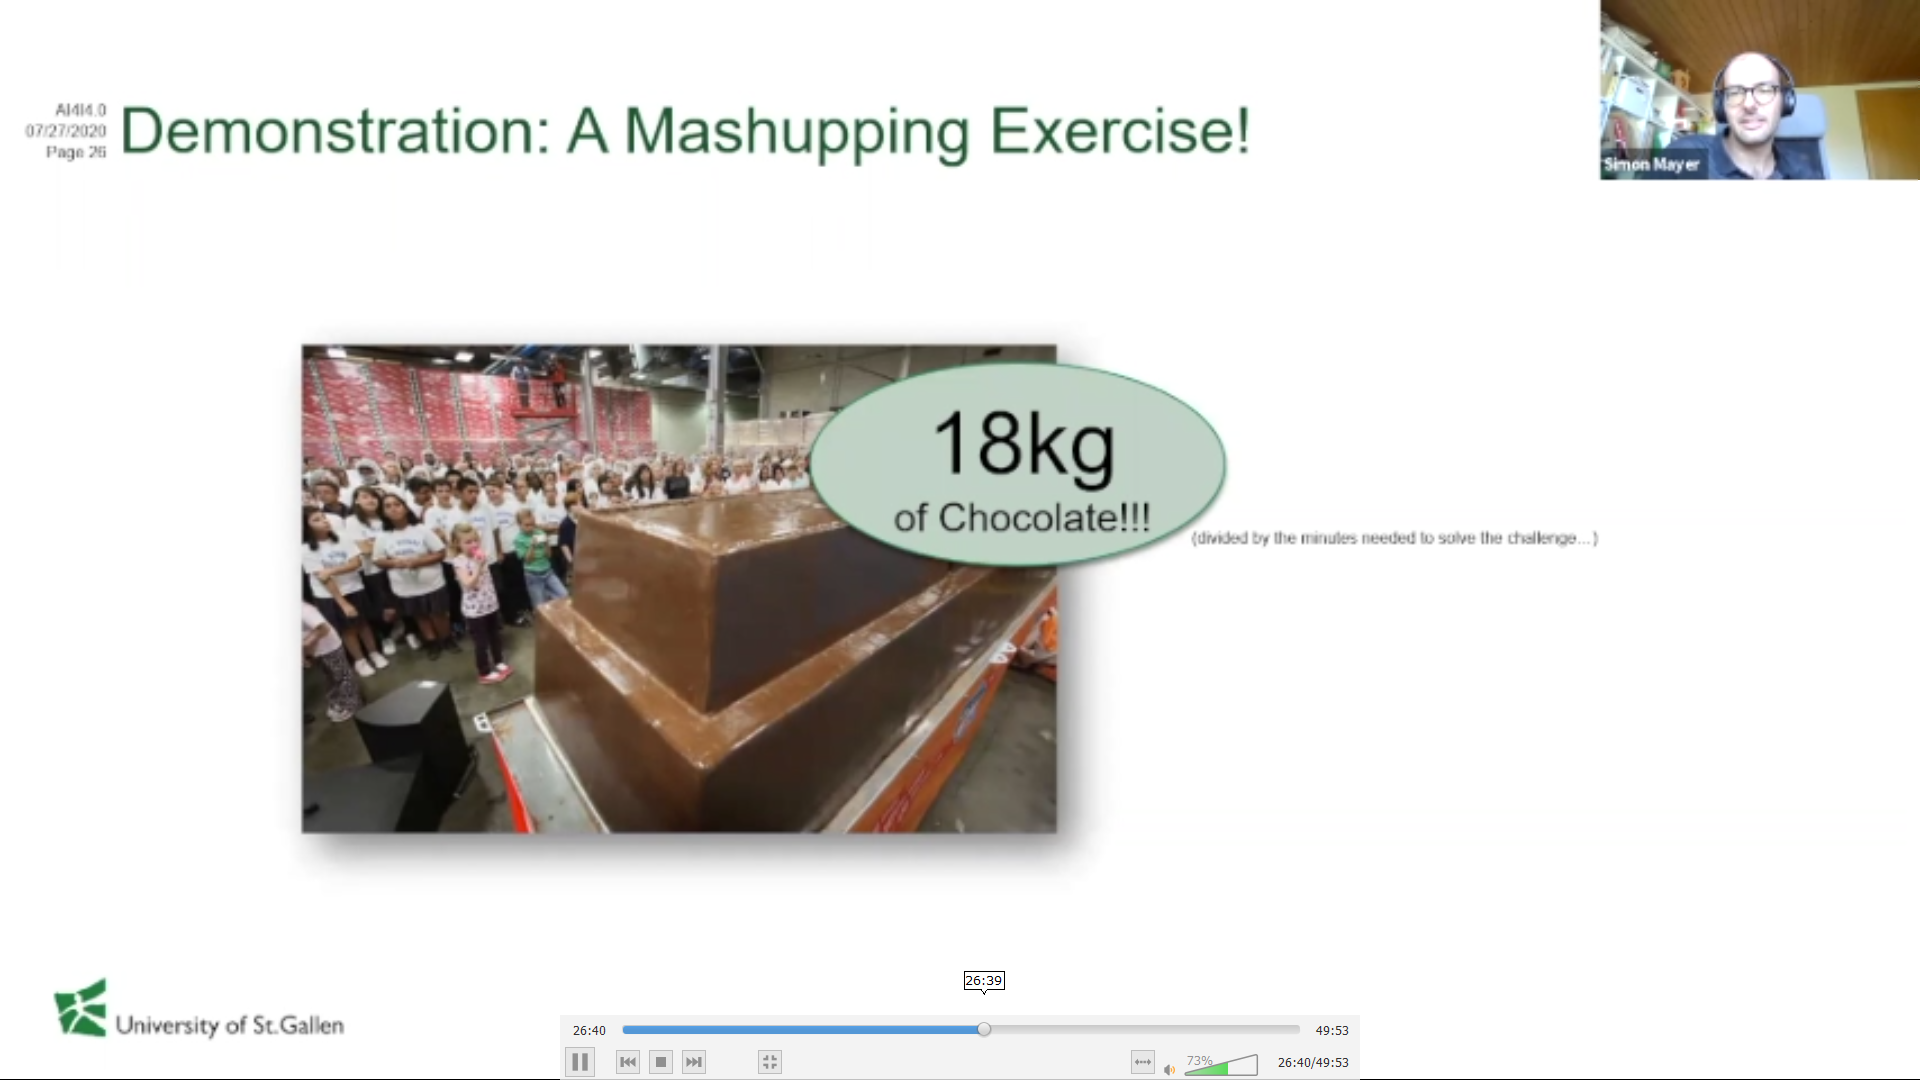 AI4I4.0
07/27/2020
Page 26
Demonstration: A Mashupping Exercise!
Simon Mayer
18kg
of Chocolate!!!
(divided by the minutes needed to solve the challenge...)
University of St.Gallen
26:39
26:40
49:53
73%
26:40/49:53